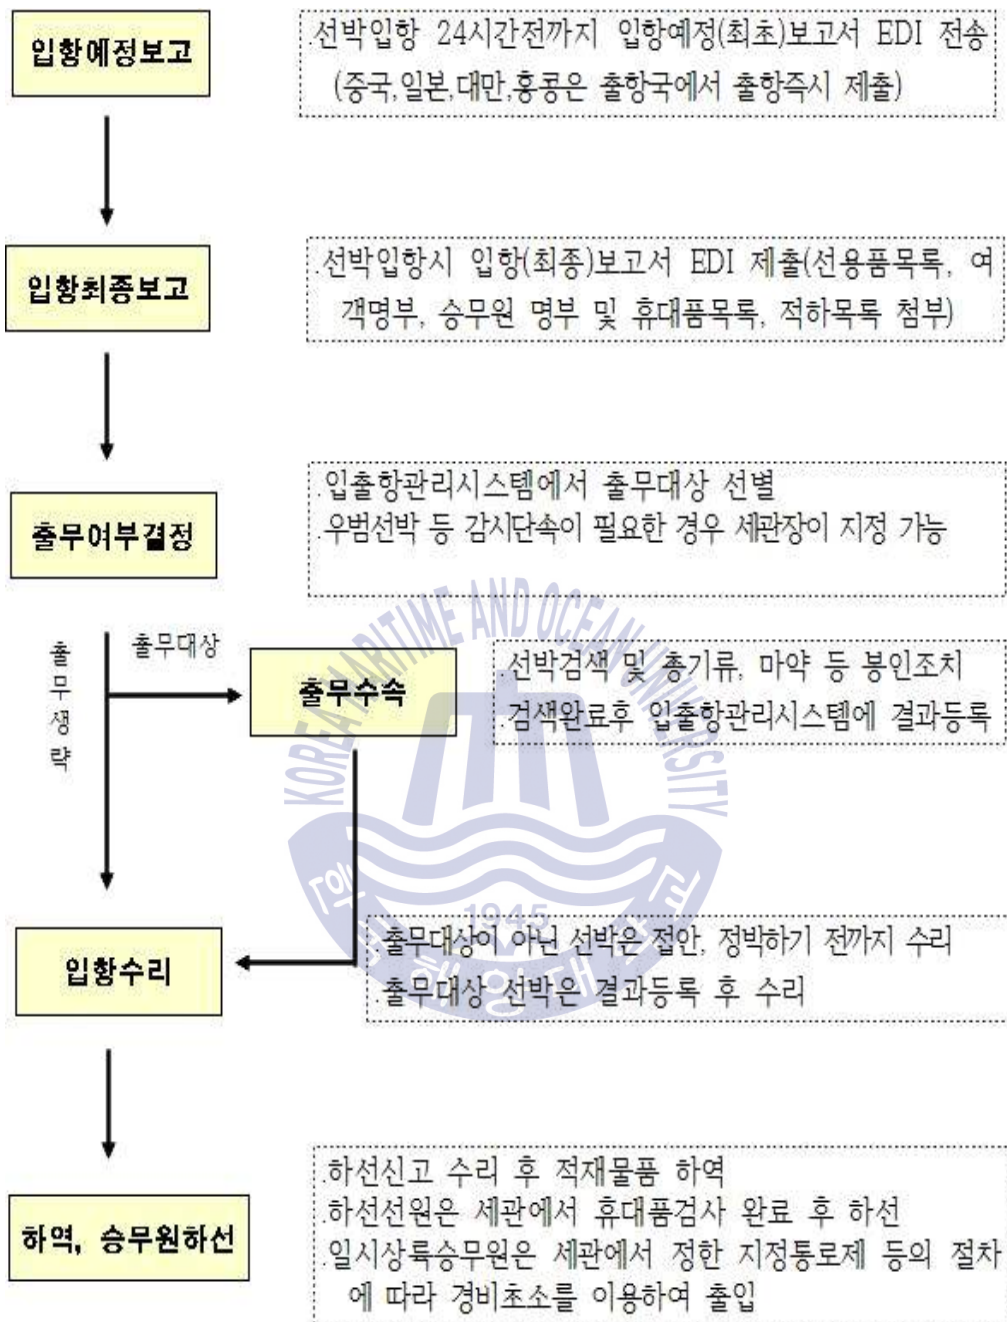 입항예정보고
.선박입항 24시간전까지 입항예정(최초)보고서 EDI 전송
(중국,일본,대만,홍콩은 출항국에서 출항즉시 제출)
입항최종보고
.선박입항시 입항(최종)보고서 EDI 제출(선용품목록, 여
객명부, 승무원 명부 및 휴대품목록, 적하목록 첨부)
출무여부결정
.입출항관리시스템에서 출무대상 선별
.우범선박 등 감시단속이 필요한 경우 세관장이 지정 가능
출무생략
출무대상
출무수속
.선박검색 및 총기류, 마약 등 봉인조치
.검색완료후 입출항관리시스템에 결과등록
KOREA MARITIME AND OCEAN UNIVERSITY
1945
한국해양대학교
입항수리
.출무대상이 아닌 선박은 접안, 정박하기 전까지 수리
.출무대상 선박은 결과등록 후 수리
하역, 승무원하선
.하선신고 수리 후 적재물품 하역
.하선선원은 세관에서 휴대품검사 완료 후 하선
.일시상륙승무원은 세관에서 정한 지정통로제 등의 절차
에 따라 경비초소를 이용하여 출입